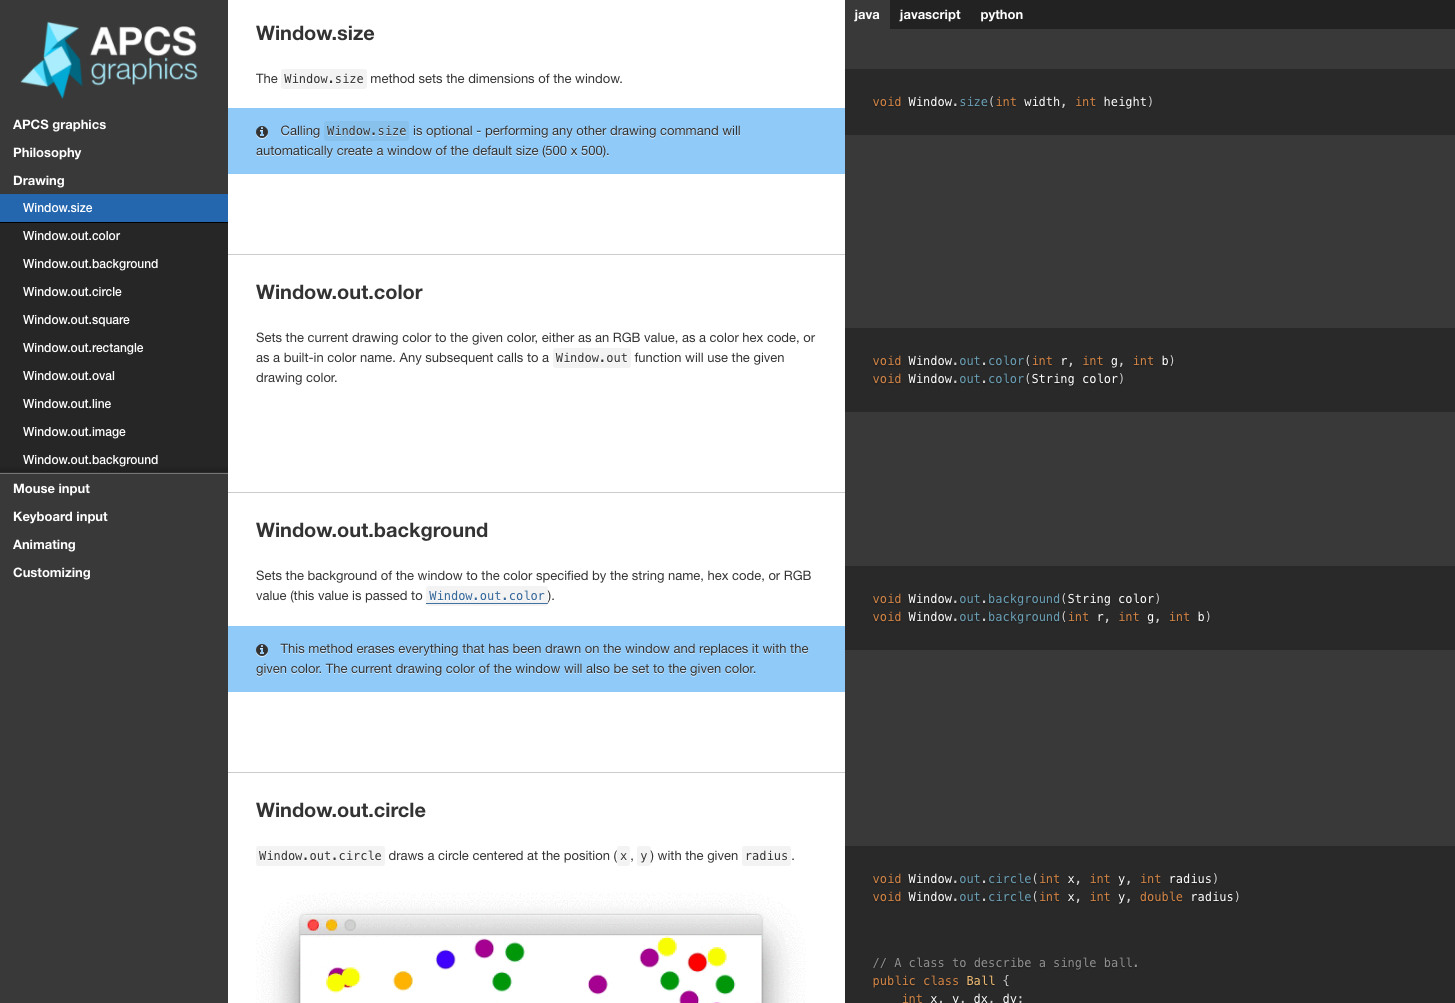 APCS
graphics
APCS graphics
Philosophy
Drawing
Window.size
Window.out.color
Window.out.background
Window.out.circle
Window.out.square
Window.out.rectangle
Window.out.oval
Window.out.line
Window.out.image
Window.out.background
Mouse input
Keyboard input
Animating
Customizing
Window.size
The Window.size method sets the dimensions of the window.
Calling Window.size is optional - performing any other drawing command will
automatically create a window of the default size (500 x 500).
Window.out.color
Sets the current drawing color to the given color, either as an RGB value, as a color hex code, or
as a built-in color name. Any subsequent calls to a Window.out function will use the given
drawing color.
Window.out.background
Sets the background of the window to the color specified by the string name, hex code, or RGB
value (this value is passed to Window.out.color).
This method erases everything that has been drawn on the window and replaces it with the
given color. The current drawing color of the window will also be set to the given color.
Window.out.circle
Window.out.circle draws a circle centered at the position (x, y) with the given radius.
java javascript python
void Window.size(int width, int height)
void Window.out.color(int r, int g, int b)
void Window.out.color(String color)
void Window.out.background(String color)
void Window.out.background(int r, int g, int b)
void Window.out.circle(int x, int y, int radius)
void Window.out.circle(int x, int y, double radius)
// A class to describe a single ball.
public class Ball {
int x, y, dx, dy;